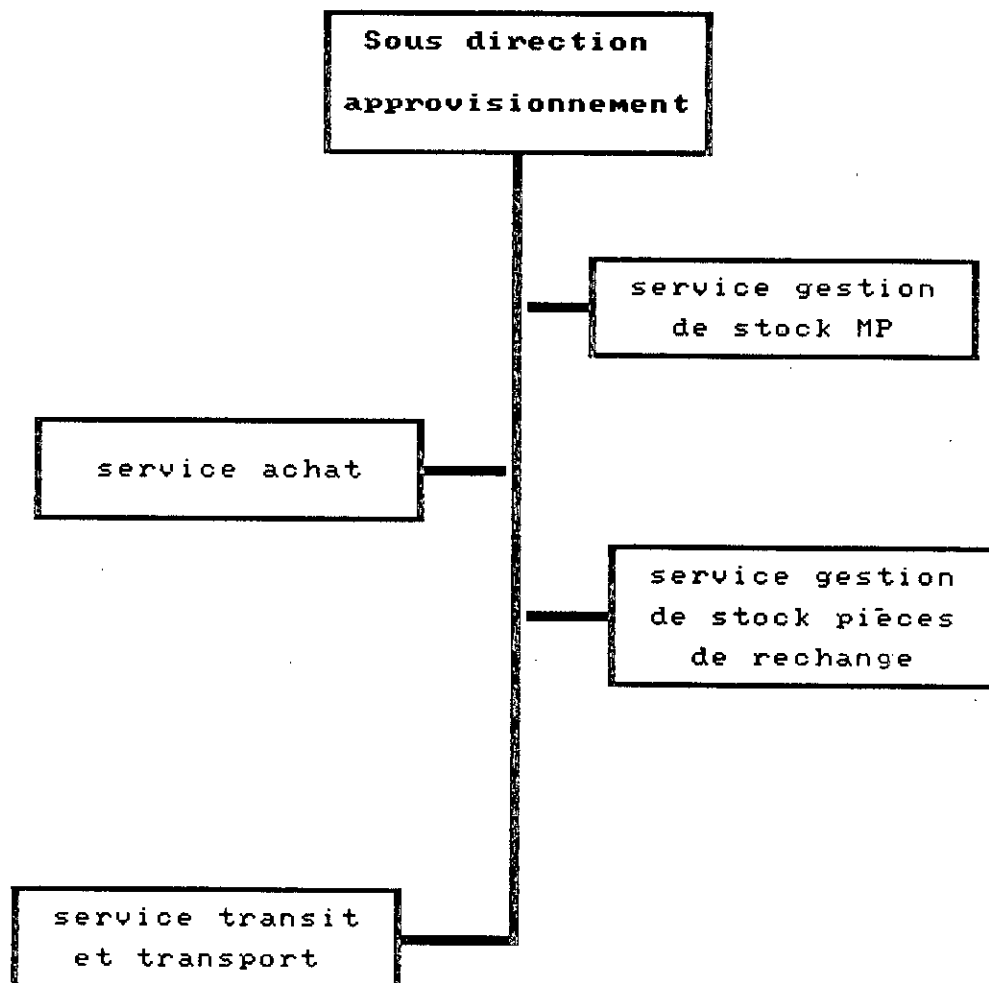 Sous direction
approvisionnement
service gestion
de stock MP
service achat
service gestion
de stock pièces
de rechange
service transit
et transport